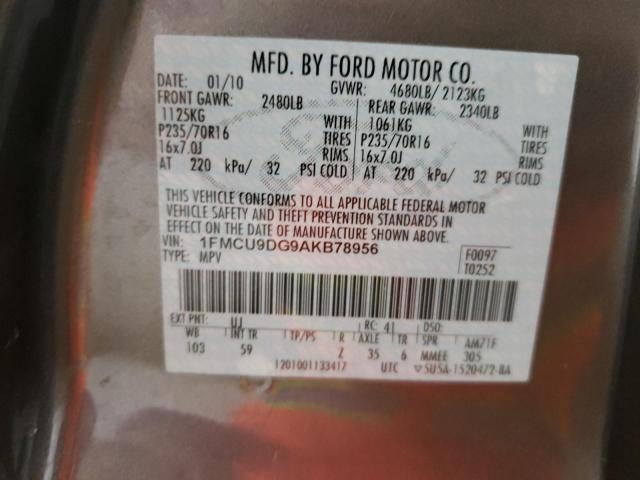 MFD. BY FORD MOTOR CO.
DATE: 01/10 GVWR: 4680LB/ 2123KG
FRONT GAWR: 2480LB REAR GAWR: 2340LB
1125KG 1061KG WITH
P235/70R16 TIRES P235/70R16 TIRES
16x7.0J RIMS 16x7.0J RIMS
AT 220 kPa/ 32 PSI COLD AT 220 kPa/ 32 PSI COLD
THIS VEHICLE CONFORMS TO ALL APPLICABLE FEDERAL MOTOR
VEHICLE SAFETY AND THEFT PREVENTION STANDARDS IN
EFFECT ON THE DATE OF MANUFACTURE SHOWN ABOVE.
VIN: 1FMCU9DG9AKB78956 F0097
TYPE: MPV T0252
EXT PNT: UJ RC: 41 DSO:
WB INT TR TP/PS R AXLE TR SPR
103 59 Z 35 6 MMEE 305
1201001133417 UTC 5U5A-1520472-BA